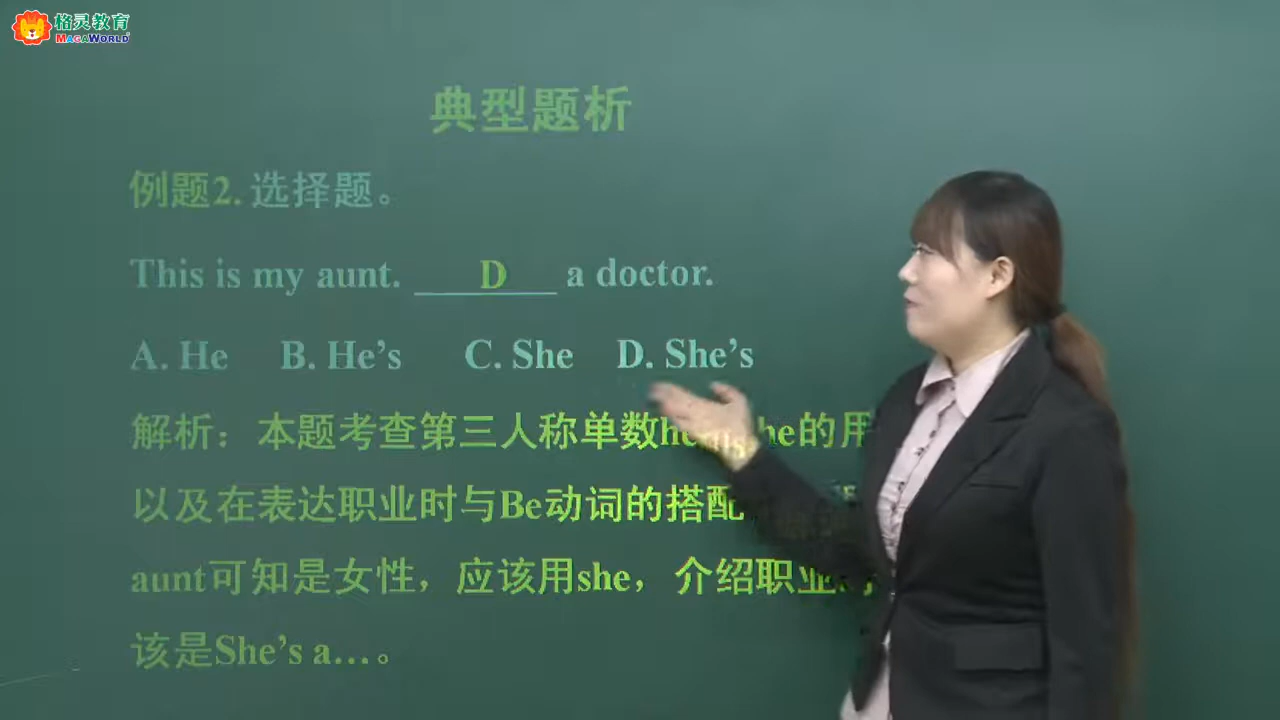 格灵教育
MAGAWORLD
典型题析
例题2. 选择题。
This is my aunt. D a doctor.
A. He B. He’s C. She D. She’s
解析：本题考查第三人称单数he he的用
以及在表达职业时与Be动词的搭配
aunt可知是女性，应该用she，介绍职业时
该是She’s a…。